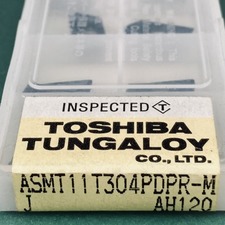 INSPECTED T
TOSHIBA
TUNGALOY
CO., LTD.
ASMT11T304PDPR-M
J AH120